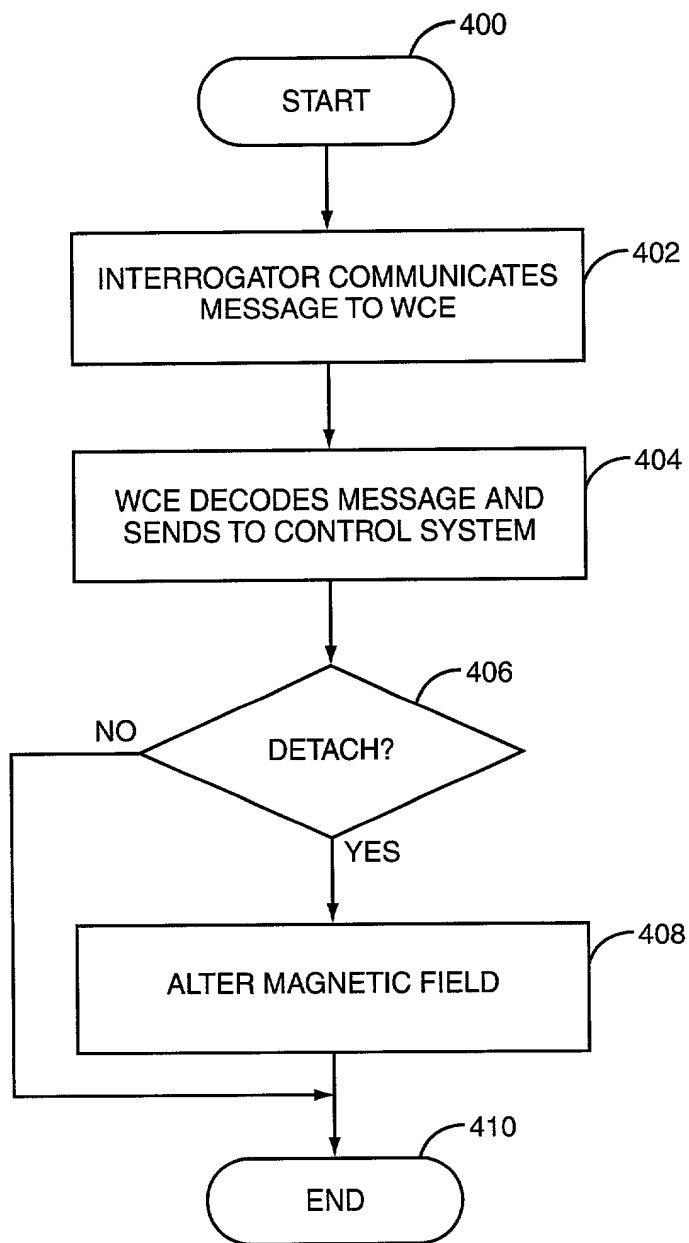 400
START
INTERROGATOR COMMUNICATES
MESSAGE TO WCE
402
WCE DECODES MESSAGE AND
SENDS TO CONTROL SYSTEM
404
406
NO
DETACH?
YES
ALTER MAGNETIC FIELD
408
410
END